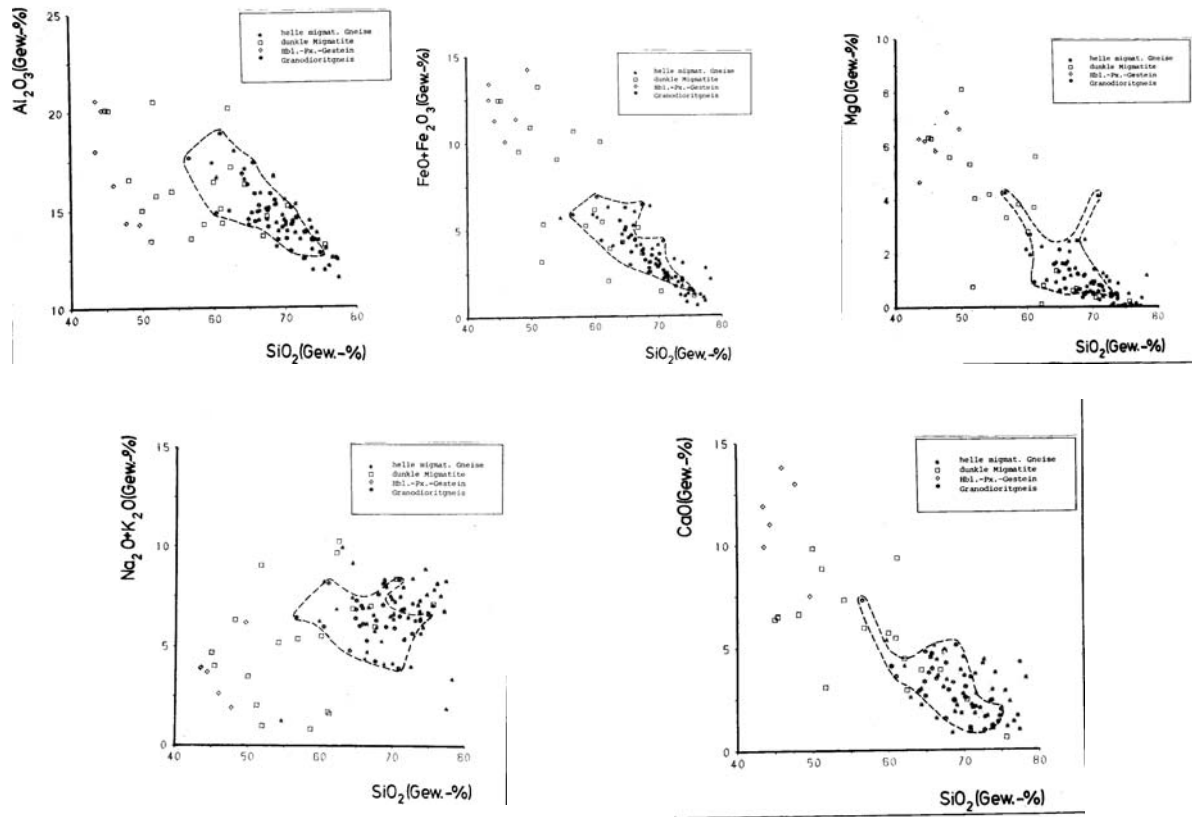 Al₂O₃(Gew.-%)
25
20
15
10
40 50 60 70 80
SiO₂(Gew.-%)
helle migmat. Gneise
dunkle Migmatite
Hbl.-Px.-Gestein
Granodioritgneis
FeO+Fe₂O₃(Gew.-%)
15
10
5
0
40 50 60 70 80
SiO₂(Gew.-%)
helle migmat. Gneise
dunkle Migmatite
Hbl.-Px.-Gestein
Granodioritgneis
MgO(Gew.-%)
10
8
6
4
2
0
40 50 60 70 80
SiO₂(Gew.-%)
helle migmat. Gneise
dunkle Migmatite
Hbl.-Px.-Gestein
Granodioritgneis
Na₂O+K₂O(Gew.-%)
15
10
5
0
40 50 60 70 80
SiO₂(Gew.-%)
helle migmat. Gneise
dunkle Migmatite
Hbl.-Px.-Gestein
Granodioritgneis
CaO(Gew.-%)
15
10
5
0
40 50 60 70 80
SiO₂(Gew.-%)
helle migmat. Gneise
dunkle Migmatite
Hbl.-Px.-Gestein
Granodioritgneis